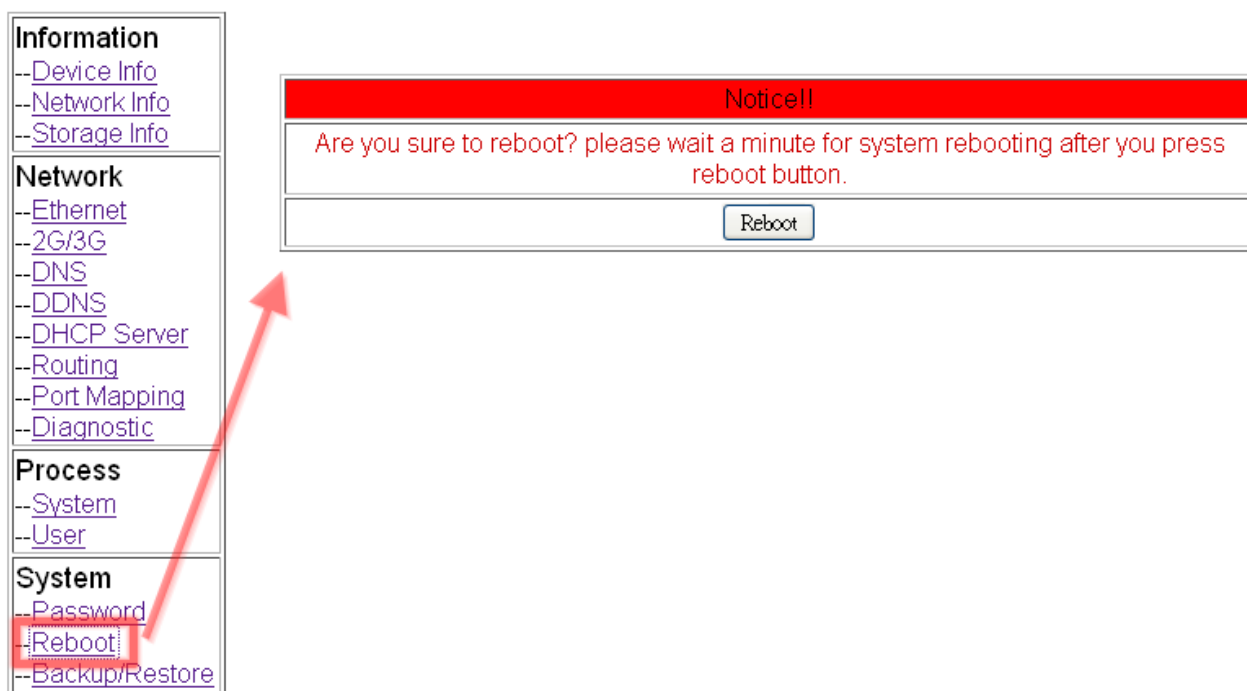 Information
--Device Info
--Network Info
--Storage Info
Network
--Ethernet
--2G/3G
--DNS
--DDNS
--DHCP Server
--Routing
--Port Mapping
--Diagnostic
Process
--System
--User
System
--Password
--Reboot
--Backup/Restore
Notice!!
Are you sure to reboot? please wait a minute for system rebooting after you press
reboot button.
Reboot